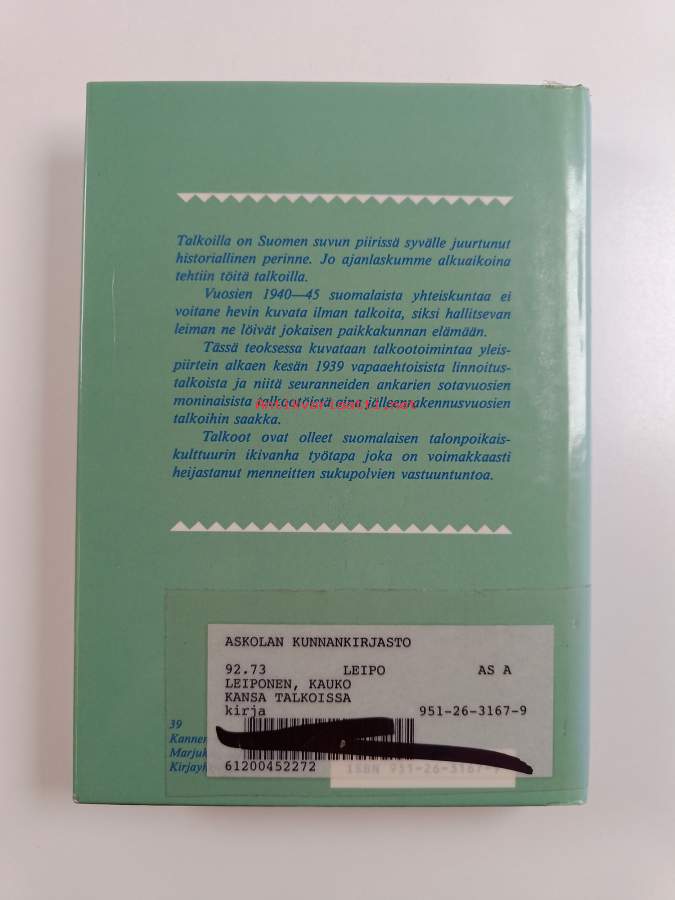 Talkoilla on Suomen suvun piirissä syvälle juurtunut
historiallinen perinne. Jo ajanlaskumme alkuaikoina
tehtiin töitä talkoilla.
Vuosien 1940—45 suomalaista yhteiskuntaa ei
voitane hevin kuvata ilman talkoita, siksi hallitsevan
leiman ne löivät jokaisen paikkakunnan elämään.
Tässä teoksessa kuvataan talkootoimintaa yleis-
piirtein alkaen kesän 1939 vapaaehtoisista linnoitus-
talkoista ja niitä seuranneiden ankarien sotavuosien
moninaisista talkootöistä aina jälleenrakennusvuosien
talkoihin saakka.
Talkoot ovat olleet suomalaisen talonpoikais-
kulttuurin ikivanha työtapa joka on voimakkaasti
heijastanut menneitten sukupolvien vastuuntuntoa.
ASKOLAN KUNNANKIRJASTO
92.73 LEIPO AS A
LEIPONEN, KAUKO
KANSA TALKOISSA
kirja 951-26-3167-9
39
61200452272
ISBN 951-26-3167-